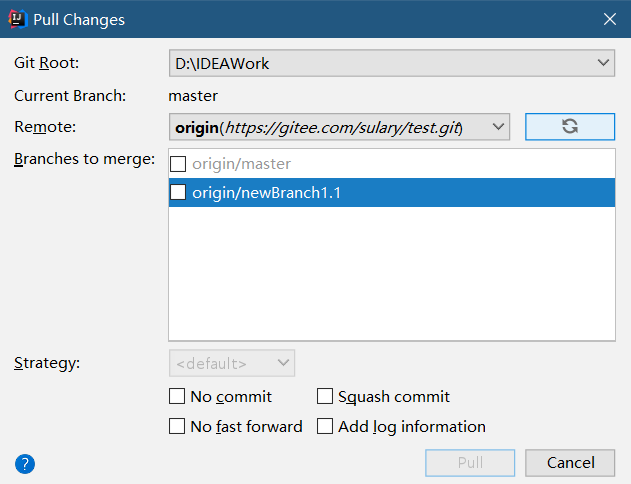 Pull Changes
Git Root: D:\IDEAWork
Current Branch: master
Remote: origin(https://gitee.com/sulary/test.git)
Branches to merge: origin/master
origin/newBranch1.1
Strategy: <default>
No commit Squash commit
No fast forward Add log information
? Pull Cancel